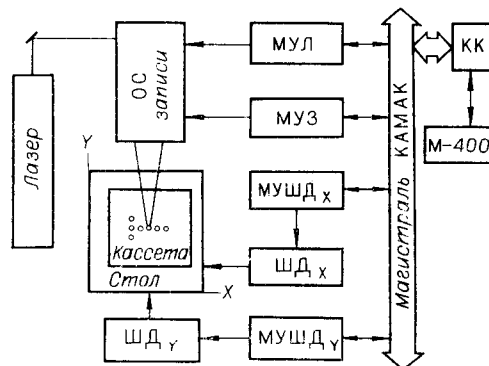 Лазер
ОС
записи
МУЛ
КК
МУЗ
М-400
Магистраль КАМАК
Y
МУШД X
Кассета
Стол
X
ШД X
ШД Y
МУШД Y